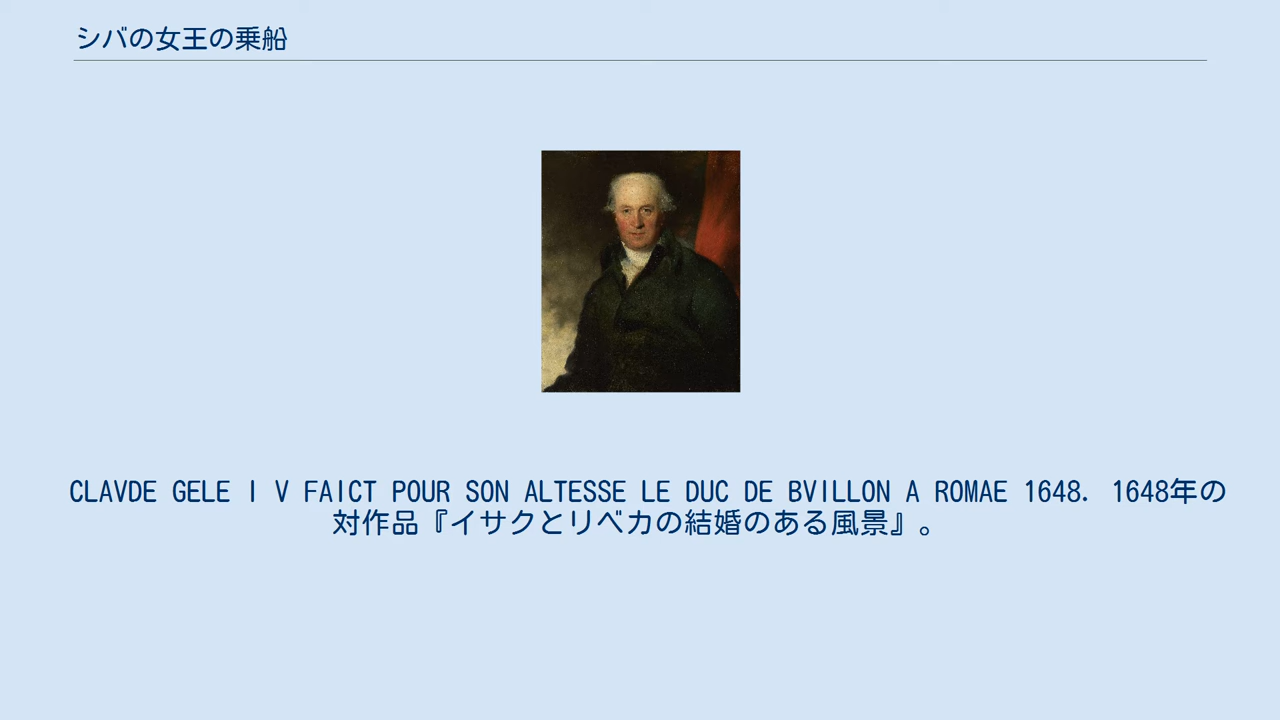 シバの女王の乗船
CLAVDE GELE I V FAICT POUR SON ALTESSE LE DUC DE BVILLON A ROMAE 1648. 1648年の
対作品『イサクとリベカの結婚のある風景』。